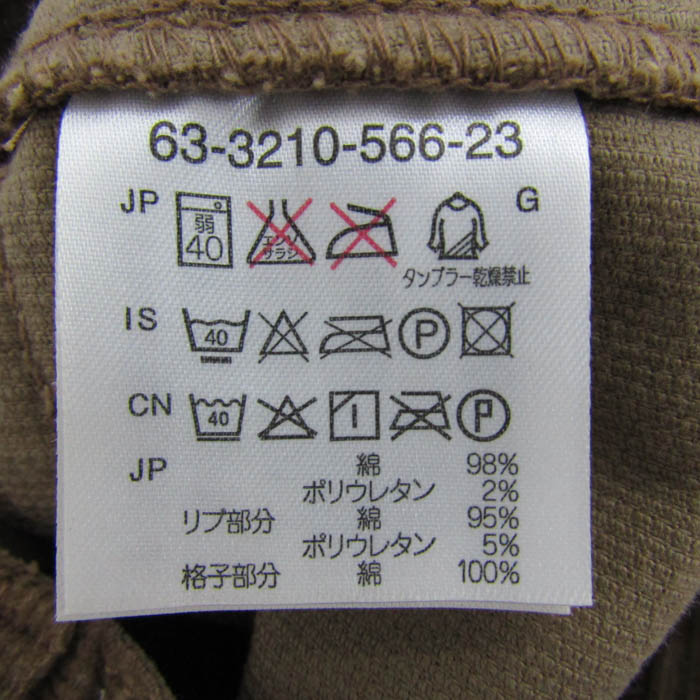 63-3210-566-23
JP 弱 40 エンソ サラシ G
タンブラー乾燥禁止
IS 40 P
CN 40 P
JP 綿 98%
ポリウレタン 2%
リブ部分 綿 95%
ポリウレタン 5%
格子部分 綿 100%